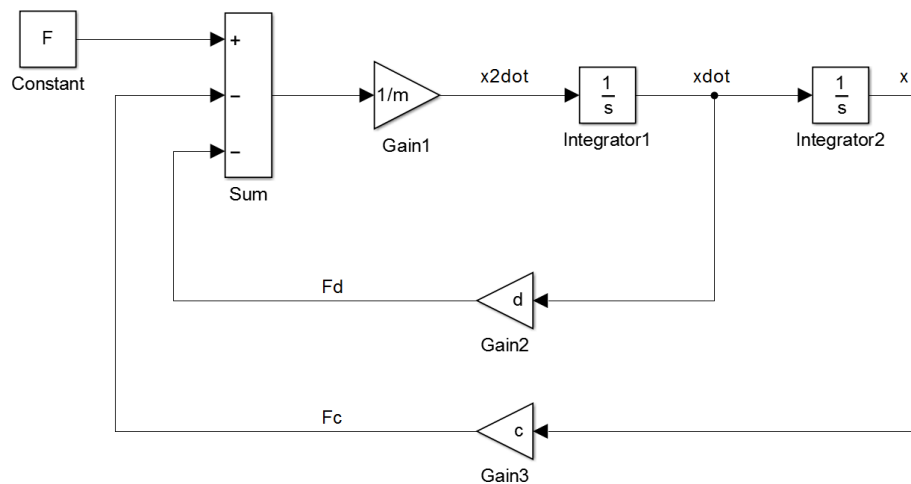 F
Constant
+
−
−
Sum
1/m
Gain1
x2dot
1
s
Integrator1
xdot
1
s
Integrator2
x
Fd
d
Gain2
Fc
c
Gain3